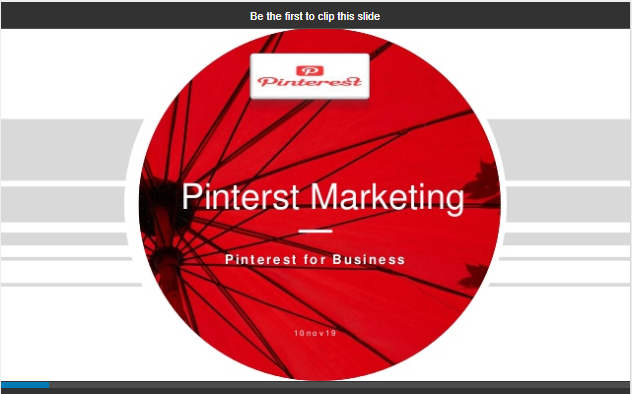 Be the first to clip this slide
Pinterest
Pinterst Marketing
Pinterest for Business
10nov19